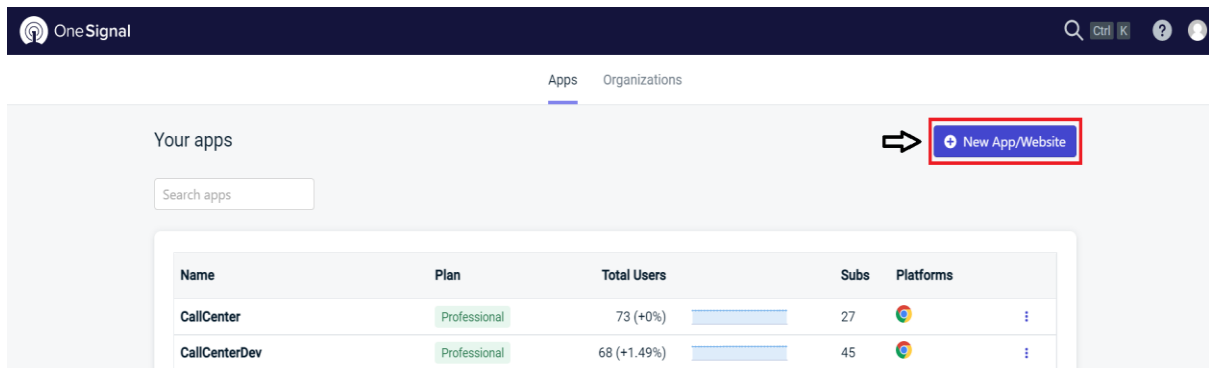 OneSignal Ctrl K ?
Apps Organizations
Your apps
New App/Website
Search apps
Name Plan Total Users Subs Platforms
CallCenter Professional 73 (+0%) 27
CallCenterDev Professional 68 (+1.49%) 45